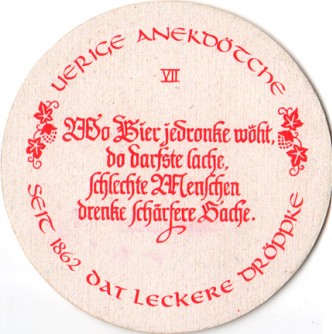 UERIGE ANEKDÖTCHE
VII
Wo Bier jedronke wöht,
do darfste lache,
schlechte Menschen
drenke schärfere Sache.
SEIT 1862 DAT LECKERE DRÖPPKE